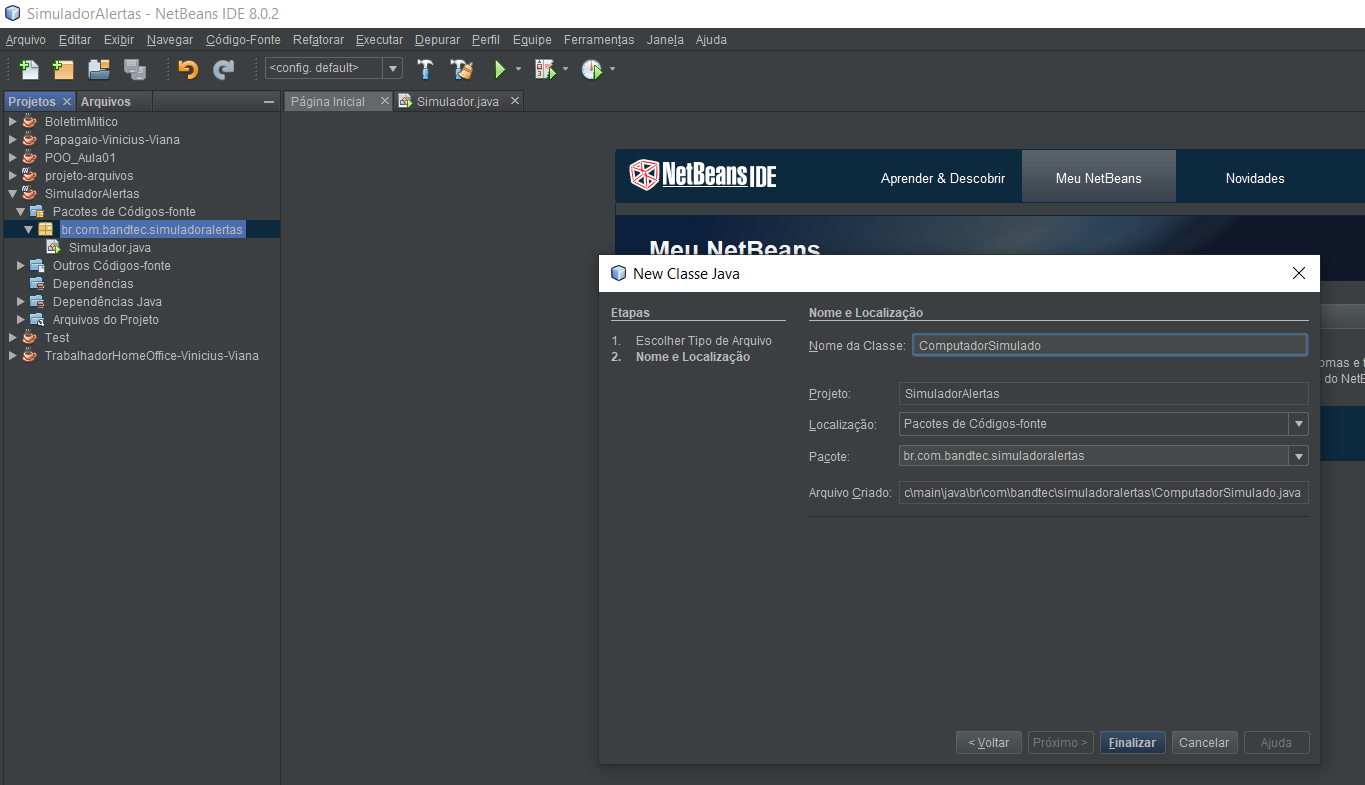 SimuladorAlertas - NetBeans IDE 8.0.2
Arquivo Editar Exibir Navegar Código-Fonte Refatorar Executar Depurar Perfil Equipe Ferramentas Janela Ajuda
<config. default>
Projetos Arquivos
Página Inicial Simulador.java
BoletimMitico
Papagaio-Vinicius-Viana
POO_Aula01
projeto-arquivos
SimuladorAlertas
Pacotes de Códigos-fonte
br.com.bandtec.simuladoralertas
Simulador.java
Outros Códigos-fonte
Dependências
Dependências Java
Arquivos do Projeto
Test
TrabalhadorHomeOffice-Vinicius-Viana
NetBeans IDE
Aprender & Descobrir Meu NetBeans Novidades
Meu NetBeans
New Classe Java
Etapas
1. Escolher Tipo de Arquivo
2. Nome e Localização
Nome e Localização
Nome da Classe: ComputadorSimulado
Projeto: SimuladorAlertas
Localização: Pacotes de Códigos-fonte
Pacote: br.com.bandtec.simuladoralertas
Arquivo Criado: c\main\java\br\com\bandtec\simuladoralertas\ComputadorSimulado.java
< Voltar Próximo > Finalizar Cancelar Ajuda
omas e
do NetB